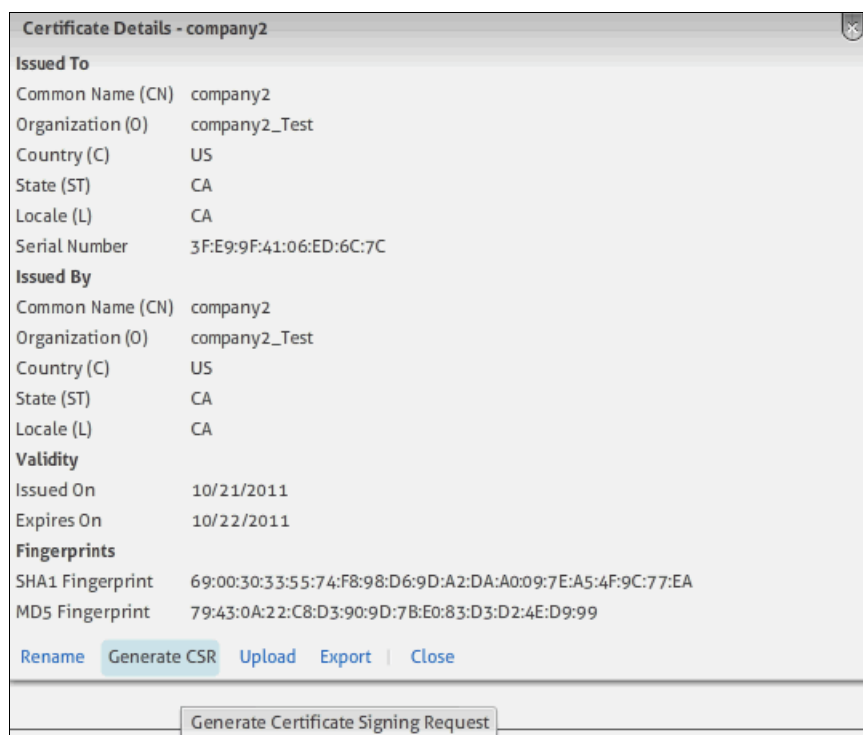 Certificate Details - company2
Issued To
Common Name (CN) company2
Organization (O) company2_Test
Country (C) US
State (ST) CA
Locale (L) CA
Serial Number 3F:E9:9F:41:06:ED:6C:7C
Issued By
Common Name (CN) company2
Organization (O) company2_Test
Country (C) US
State (ST) CA
Locale (L) CA
Validity
Issued On 10/21/2011
Expires On 10/22/2011
Fingerprints
SHA1 Fingerprint 69:00:30:33:55:74:F8:98:D6:9D:A2:DA:A0:09:7E:A5:4F:9C:77:EA
MD5 Fingerprint 79:43:0A:22:C8:D3:90:9D:7B:E0:83:D3:D2:4E:D9:99
Rename Generate CSR Upload Export | Close
Generate Certificate Signing Request